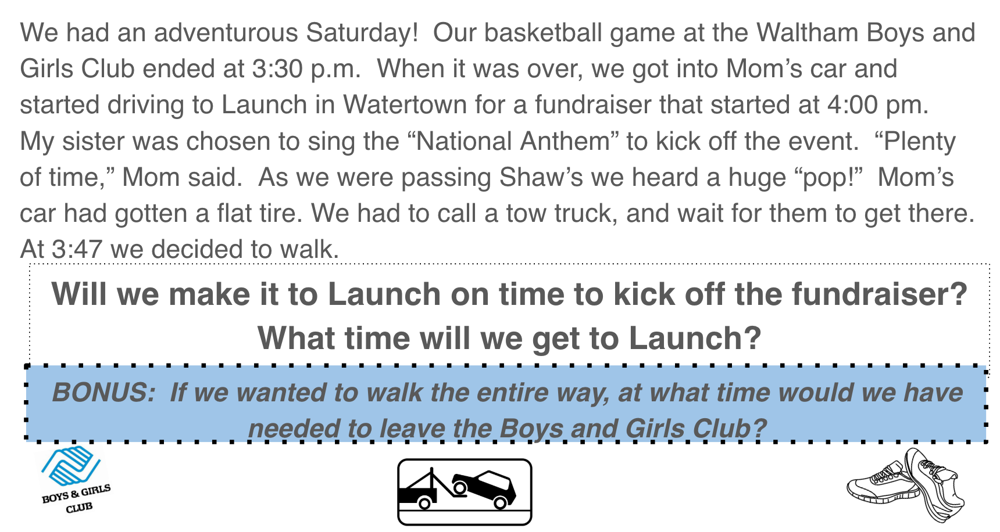 We had an adventurous Saturday!  Our basketball game at the Waltham Boys and
Girls Club ended at 3:30 p.m.  When it was over, we got into Mom’s car and
started driving to Launch in Watertown for a fundraiser that started at 4:00 pm.
My sister was chosen to sing the “National Anthem” to kick off the event.  “Plenty
of time,” Mom said.  As we were passing Shaw’s we heard a huge “pop!”  Mom’s
car had gotten a flat tire. We had to call a tow truck, and wait for them to get there.
At 3:47 we decided to walk.
Will we make it to Launch on time to kick off the fundraiser?
What time will we get to Launch?
BONUS:  If we wanted to walk the entire way, at what time would we have
needed to leave the Boys and Girls Club?
BOYS & GIRLS
CLUB